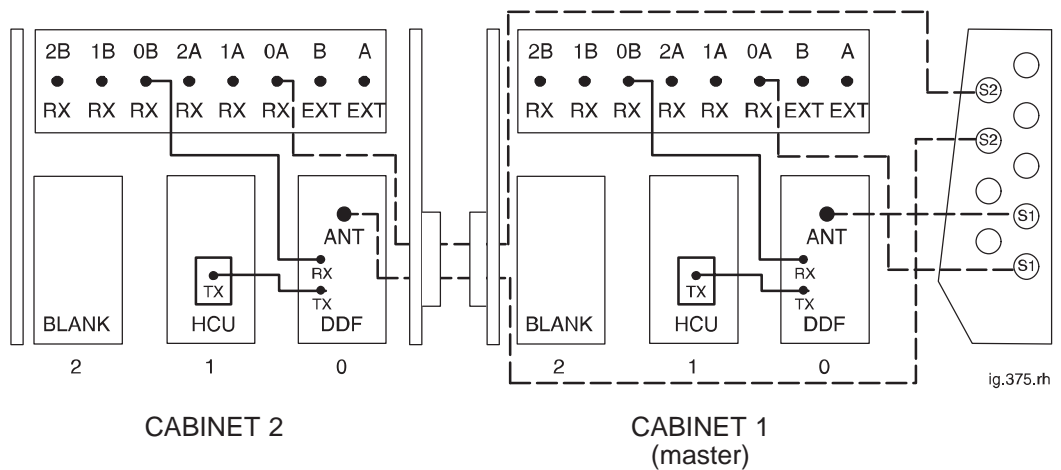 2B 1B 0B 2A 1A 0A B A
RX RX RX RX RX RX EXT EXT
ANT
RX
TX
TX
BLANK HCU DDF
2 1 0
CABINET 2
2B 1B 0B 2A 1A 0A B A
RX RX RX RX RX RX EXT EXT
ANT
RX
TX
TX
BLANK HCU DDF
2 1 0
CABINET 1
(master)
S2
S2
S1
S1
ig.375.rh